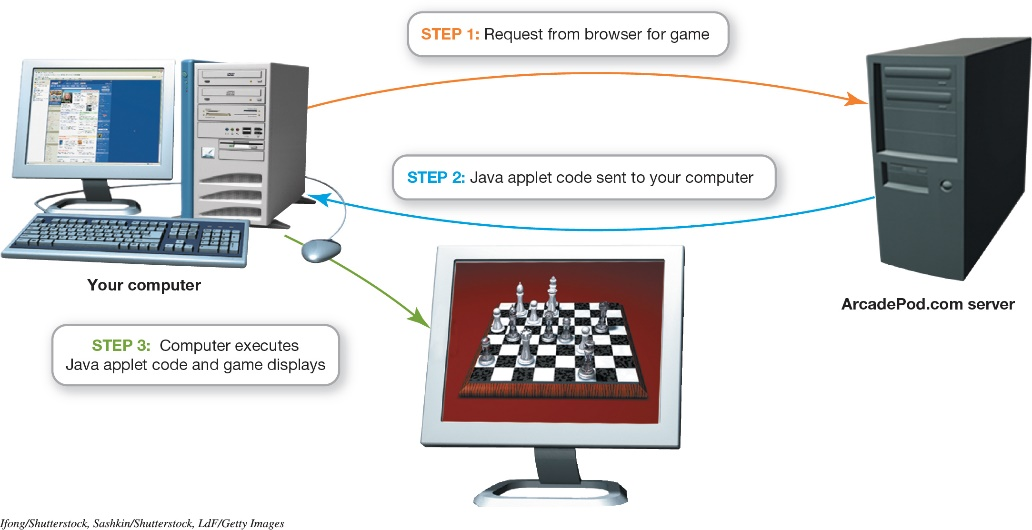 STEP 1: Request from browser for game
STEP 2: Java applet code sent to your computer
Your computer
ArcadePod.com server
STEP 3: Computer executes
Java applet code and game displays
Ifong/Shutterstock, Sashkin/Shutterstock, LdF/Getty Images